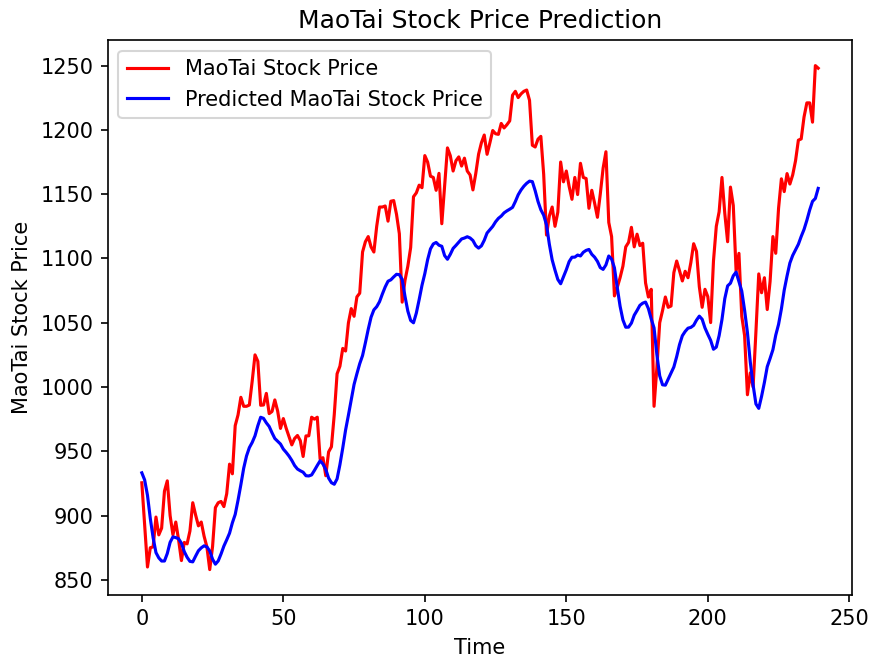 MaoTai Stock Price Prediction
MaoTai Stock Price
Predicted MaoTai Stock Price
MaoTai Stock Price
1250
1200
1150
1100
1050
1000
950
900
850
0 50 100 150 200 250
Time